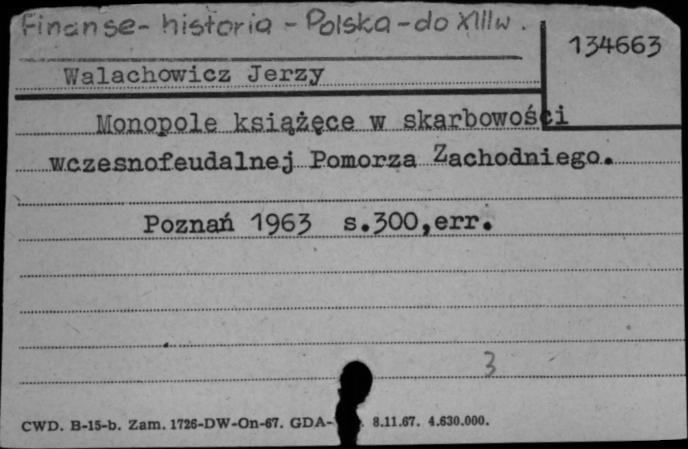 Finanse - historia - Polska - do XIII w.
134663
Walachowicz Jerzy
Monopole książęce w skarbowości
wczesnofeudalnej Pomorza Zachodniego.
Poznań 1963 s.300,err.
3
CWD. B-15-b. Zam. 1726-DW-On-67. GDA- 8.11.67. 4.630.000.